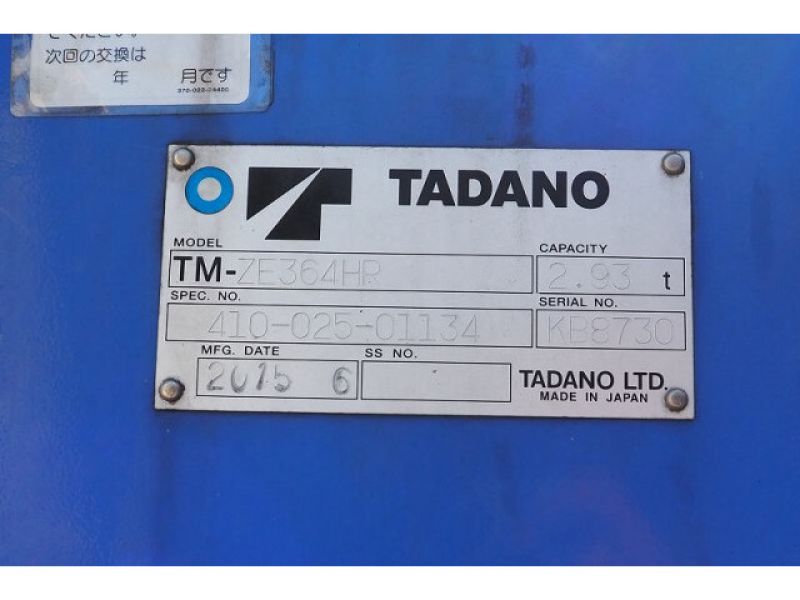 次回の交換は
年 月です
TADANO
MODEL CAPACITY
TM-ZE364HR 2.93 t
SPEC. NO. SERIAL NO.
410-025-01134 KB8730
MFG. DATE SS NO.
2015 6
TADANO LTD.
MADE IN JAPAN